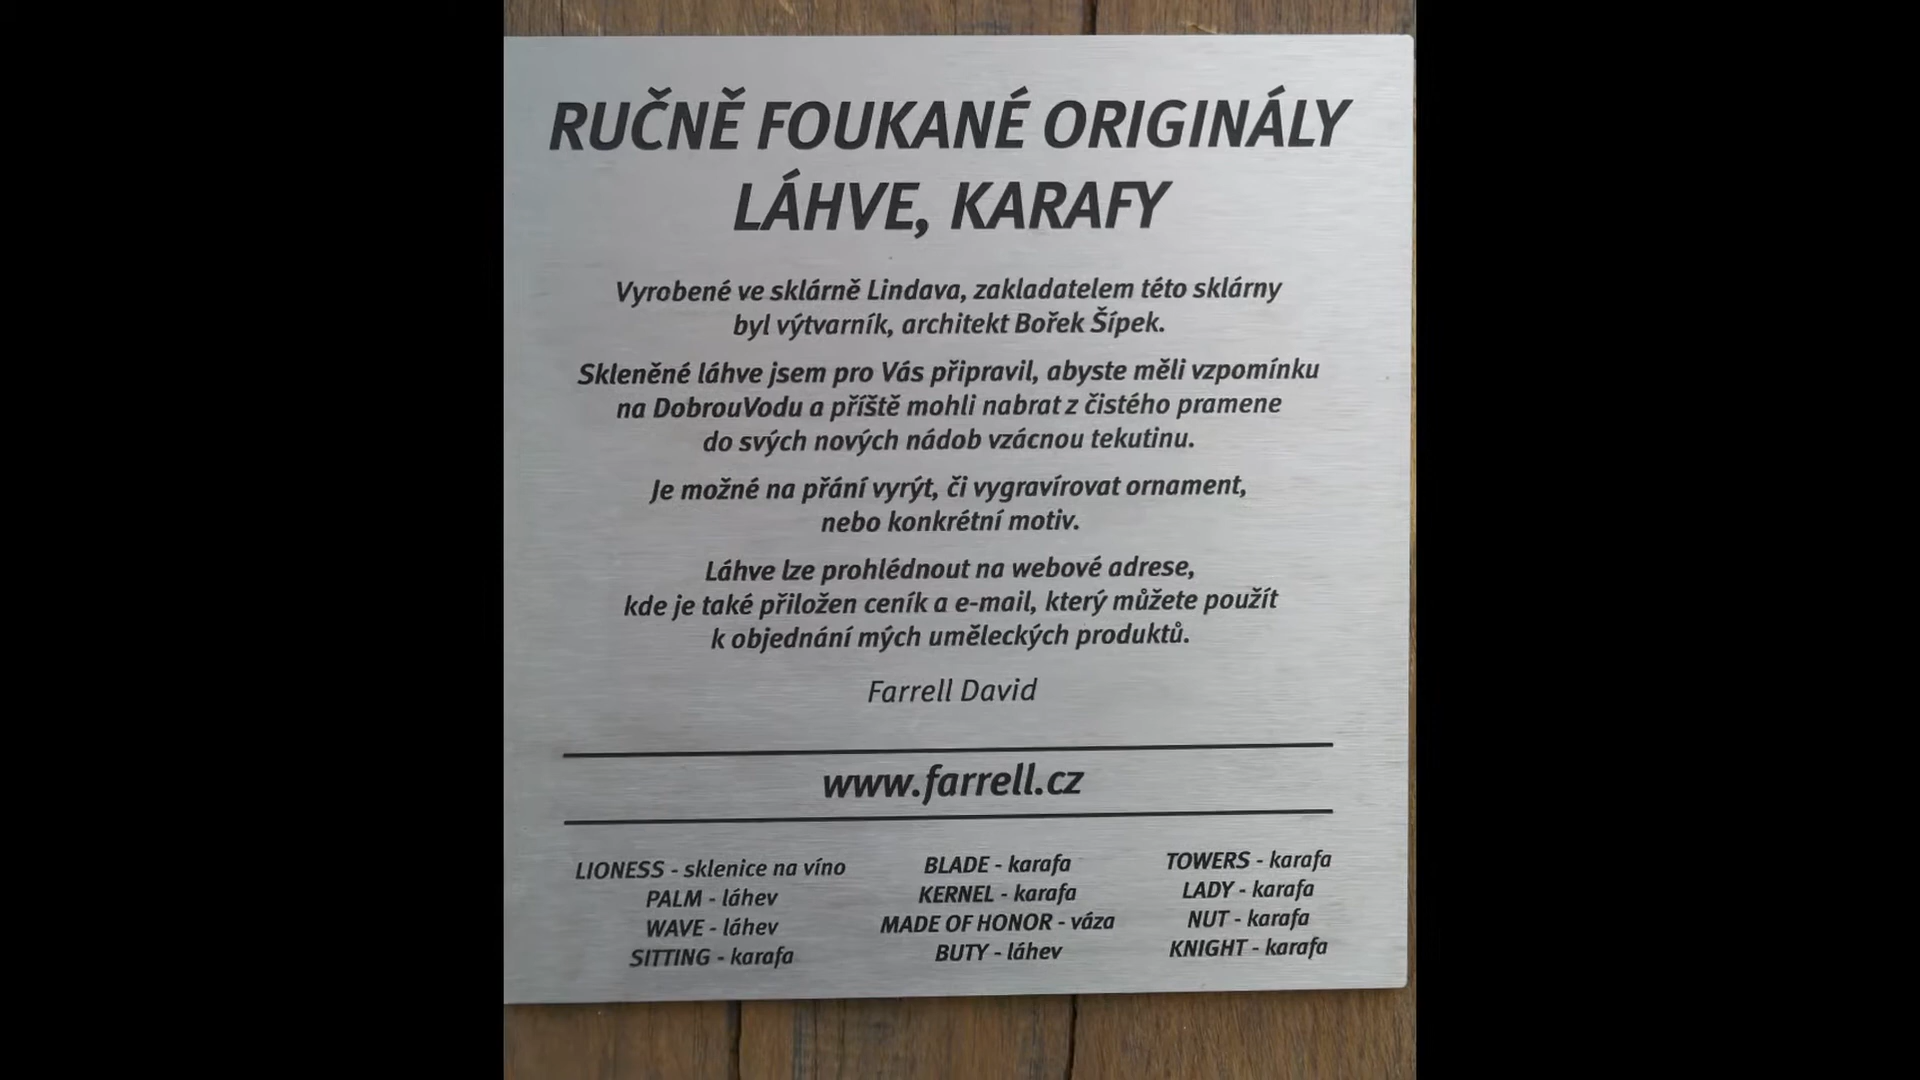 RUČNĚ FOUKANÉ ORIGINÁLY
LÁHVE, KARAFY
Vyrobené ve sklárně Lindava, zakladatelem této sklárny
byl výtvarník, architekt Bořek Šípek.
Skleněné láhve jsem pro Vás připravil, abyste měli vzpomínku
na DobrouVodu a příště mohli nabrat z čistého pramene
do svých nových nádob vzácnou tekutinu.
Je možné na přání vyrýt, či vygravírovat ornament,
nebo konkrétní motiv.
Láhve lze prohlédnout na webové adrese,
kde je také přiložen ceník a e-mail, který můžete použít
k objednání mých uměleckých produktů.
Farrell David
www.farrell.cz
LIONESS - sklenice na víno
PALM - láhev
WAVE - láhev
SITTING - karafa
BLADE - karafa
KERNEL - karafa
MADE OF HONOR - váza
BUTY - láhev
TOWERS - karafa
LADY - karafa
NUT - karafa
KNIGHT - karafa